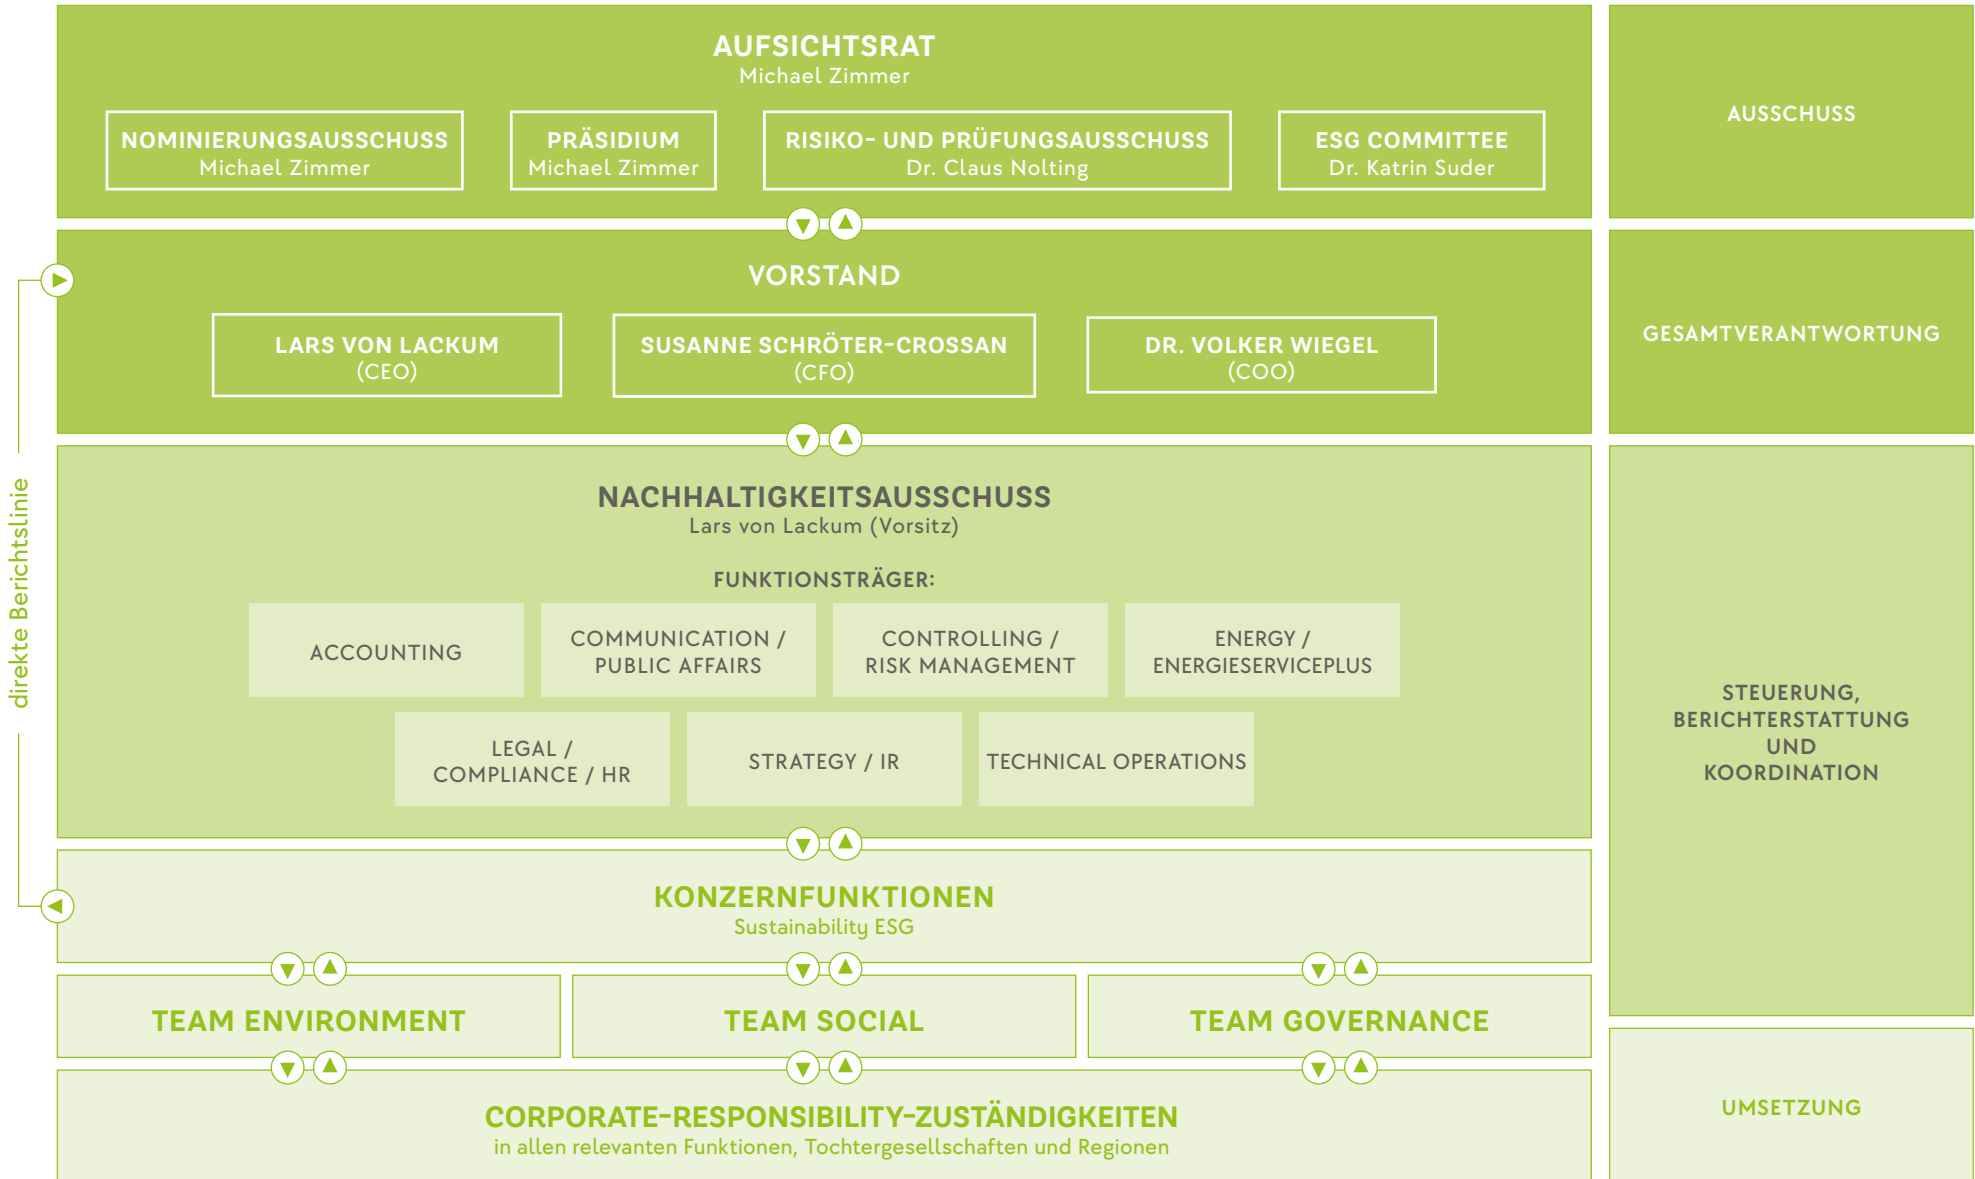 AUFSICHTSRAT
Michael Zimmer
NOMINIERUNGSAUSSCHUSS
Michael Zimmer
PRÄSIDIUM
Michael Zimmer
RISIKO- UND PRÜFUNGSAUSSCHUSS
Dr. Claus Nolting
ESG COMMITTEE
Dr. Katrin Suder
AUSSCHUSS
VORSTAND
LARS VON LACKUM
(CEO)
SUSANNE SCHRÖTER-CROSSAN
(CFO)
DR. VOLKER WIEGEL
(COO)
GESAMTVERANTWORTUNG
direkte Berichtslinie
NACHHALTIGKEITSAUSSCHUSS
Lars von Lackum (Vorsitz)
FUNKTIONSTRÄGER:
ACCOUNTING
COMMUNICATION /
PUBLIC AFFAIRS
CONTROLLING /
RISK MANAGEMENT
ENERGY /
ENERGIESERVICEPLUS
LEGAL /
COMPLIANCE / HR
STRATEGY / IR
TECHNICAL OPERATIONS
STEUERUNG,
BERICHTERSTATTUNG
UND
KOORDINATION
KONZERNFUNKTIONEN
Sustainability ESG
TEAM ENVIRONMENT
TEAM SOCIAL
TEAM GOVERNANCE
CORPORATE-RESPONSIBILITY-ZUSTÄNDIGKEITEN
in allen relevanten Funktionen, Tochtergesellschaften und Regionen
UMSETZUNG